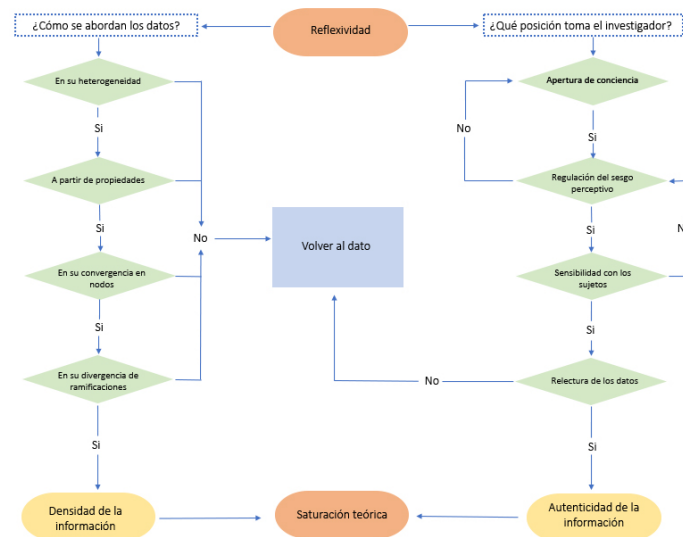 ¿Cómo se abordan los datos?
Reflexividad
¿Qué posición toma el investigador?
En su heterogeneidad
Apertura de conciencia
Si
No
Si
A partir de propiedades
Regulación del sesgo
perceptivo
Si
No
Volver al dato
Si
En su convergencia en
nodos
Sensibilidad con los
sujetos
Si
Si
En su divergencia de
ramificaciones
No
Relectura de los datos
Si
Si
Densidad de la
información
Saturación teórica
Autenticidad de la
información